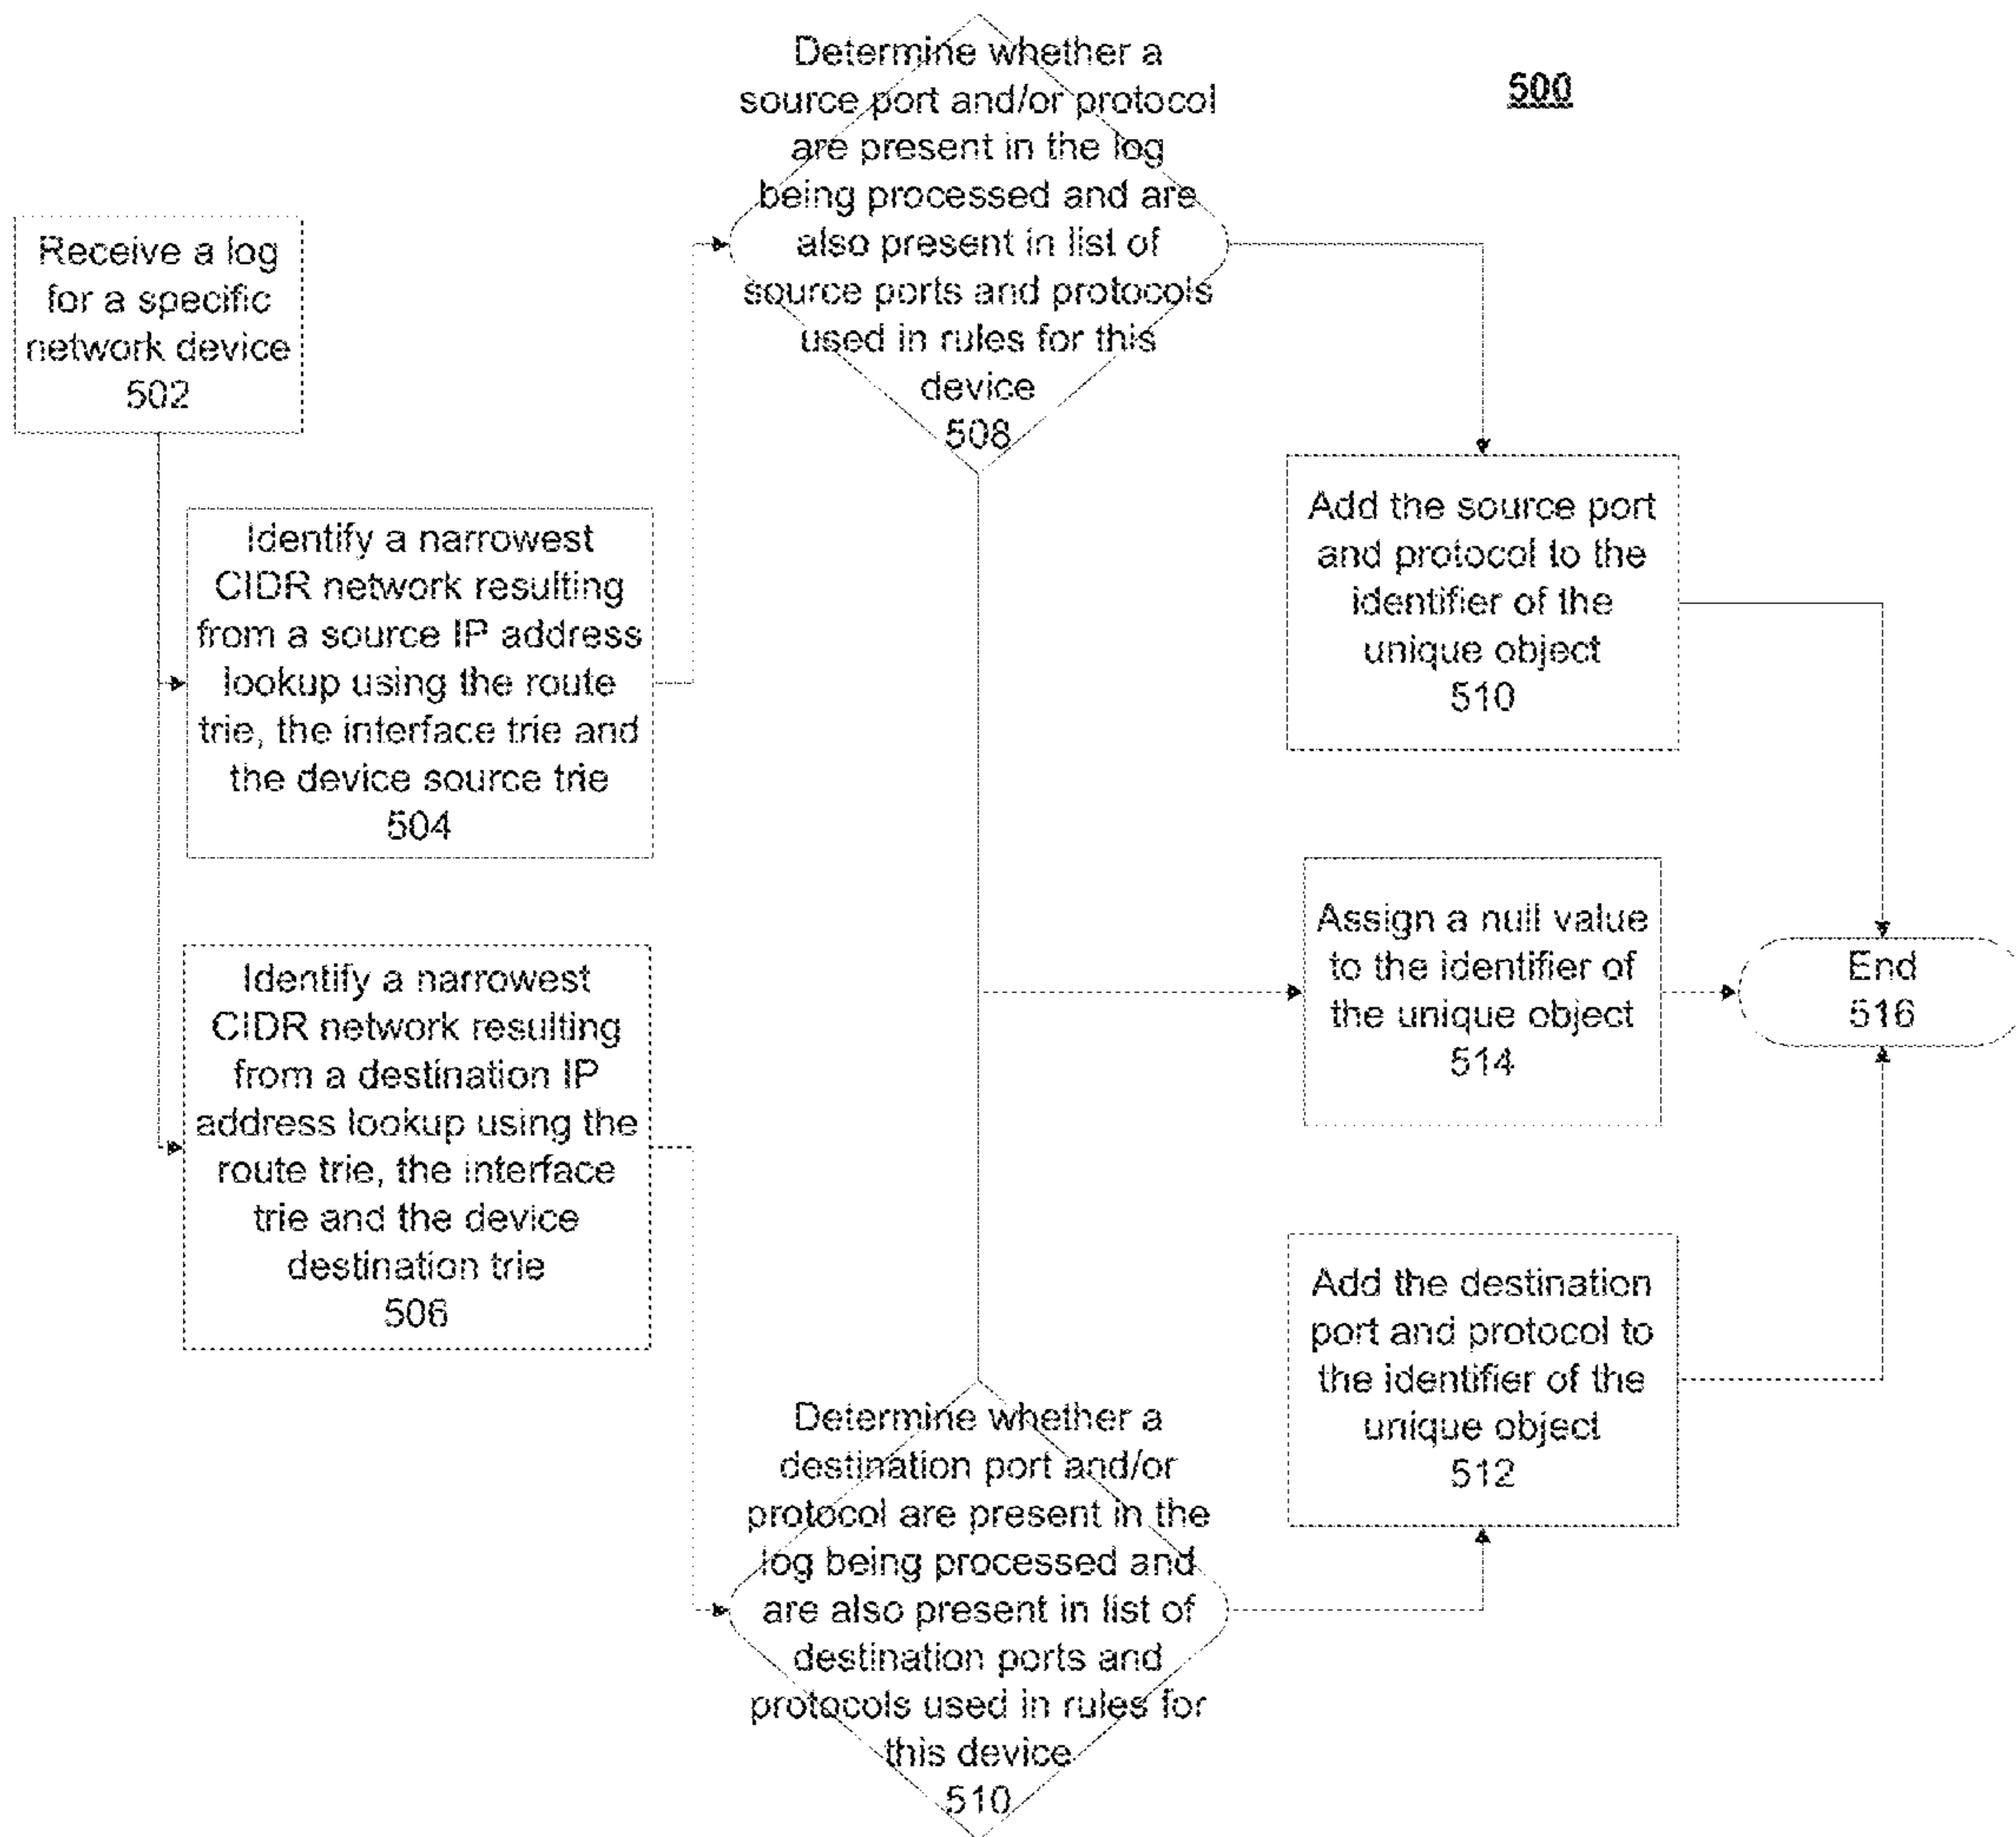 500
Receive a log
for a specific
network device
502
Identify a narrowest
CIDR network resulting
from a source IP address
lookup using the route
trie, the interface trie and
the device source trie
504
Identify a narrowest
CIDR network resulting
from a destination IP
address lookup using the
route trie, the interface
trie and the device
destination trie
506
Determine whether a
source port and/or protocol
are present in the log
being processed and are
also present in list of
source ports and protocols
used in rules for this
device
508
Determine whether a
destination port and/or
protocol are present in the
log being processed and
are also present in list of
destination ports and
protocols used in rules for
this device
510
Add the source port
and protocol to the
identifier of the
unique object
510
Assign a null value
to the identifier of
the unique object
514
Add the destination
port and protocol to
the identifier of the
unique object
512
End
516